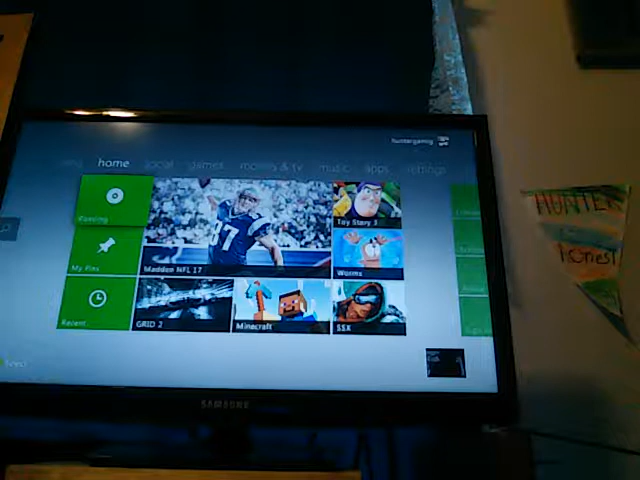 huntergaming
home social games movies & tv music apps settings
Toy Story 3
My Pins
Madden NFL 17
Worms
Recent
GRID 2
Minecraft
SSX
SAMSUNG
HUNTER
honest